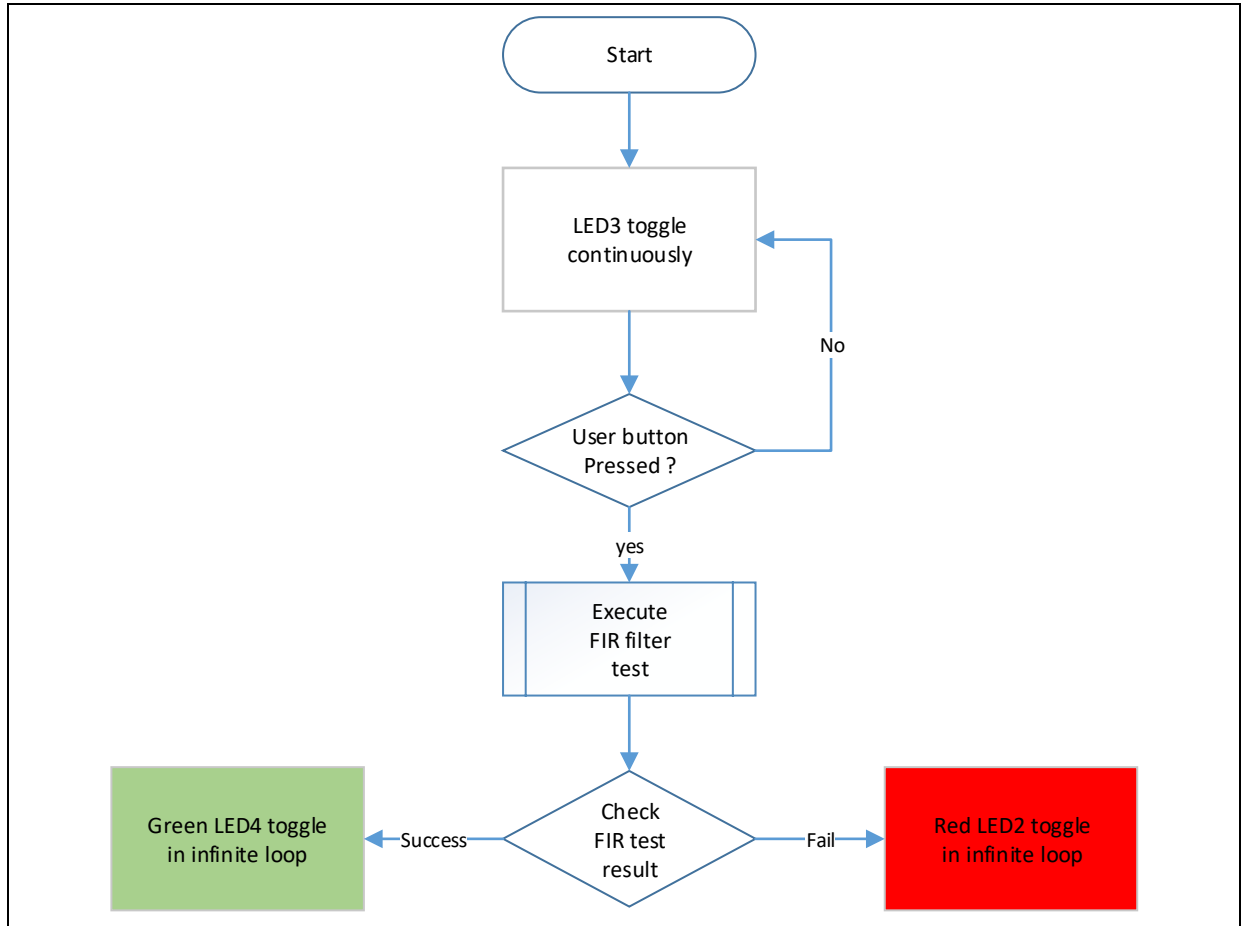 Start
LED3 toggle
continuously
No
User button
Pressed ?
yes
Execute
FIR filter
test
Green LED4 toggle
in infinite loop
Success
Check
FIR test
result
Fail
Red LED2 toggle
in infinite loop